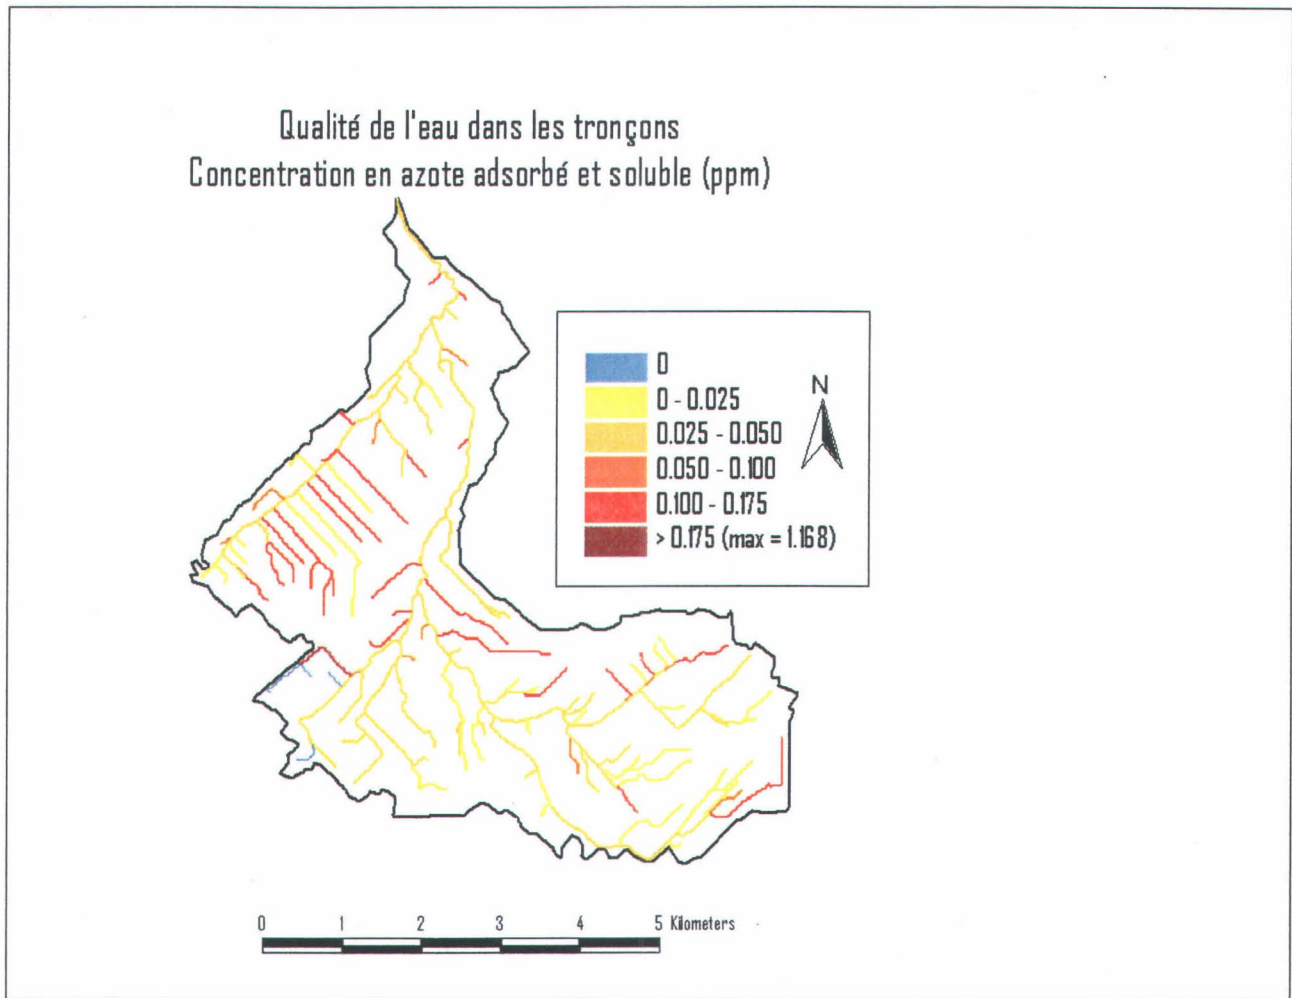 Qualité de l'eau dans les tronçons
Concentration en azote adsorbé et soluble (ppm)
0
0 - 0.025
0.025 - 0.050
0.050 - 0.100
0.100 - 0.175
> 0.175 (max = 1.168)
N
0 1 2 3 4 5 Kilometers